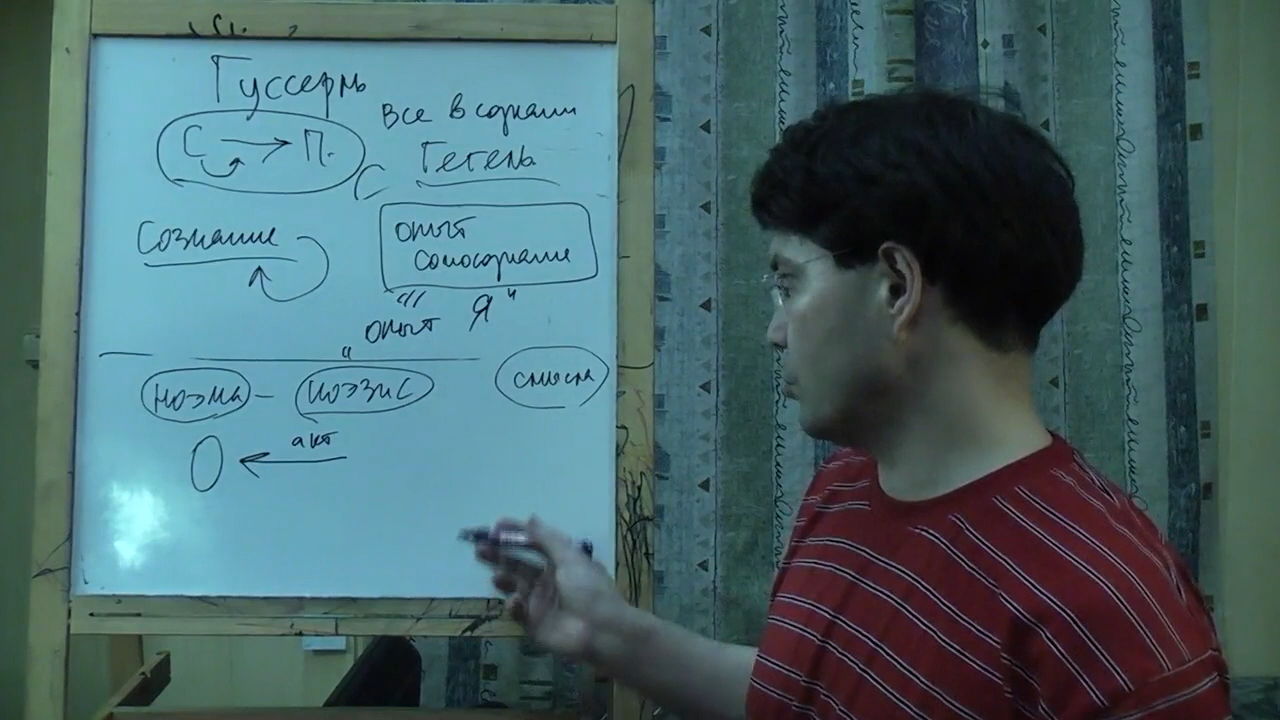 Гуссерль
С → П.
Все в сознании
Гегель
С
Сознание
опыт
самосознание
"Я"
опыт
ноэма – ноэзис
смысл
акт